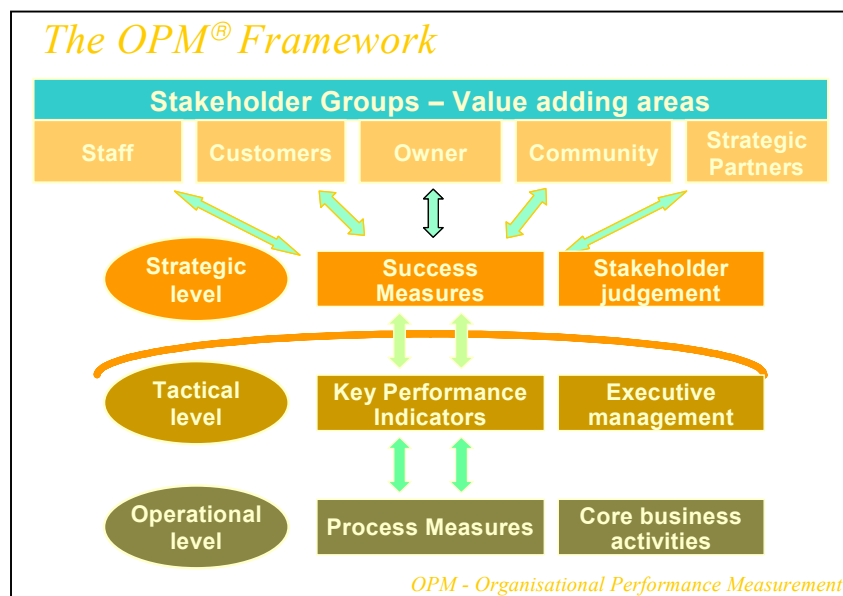 The OPM® Framework
Stakeholder Groups – Value adding areas
Staff
Customers
Owner
Community
Strategic
Partners
Strategic
level
Success
Measures
Stakeholder
judgement
Tactical
level
Key Performance
Indicators
Executive
management
Operational
level
Process Measures
Core business
activities
OPM - Organisational Performance Measurement